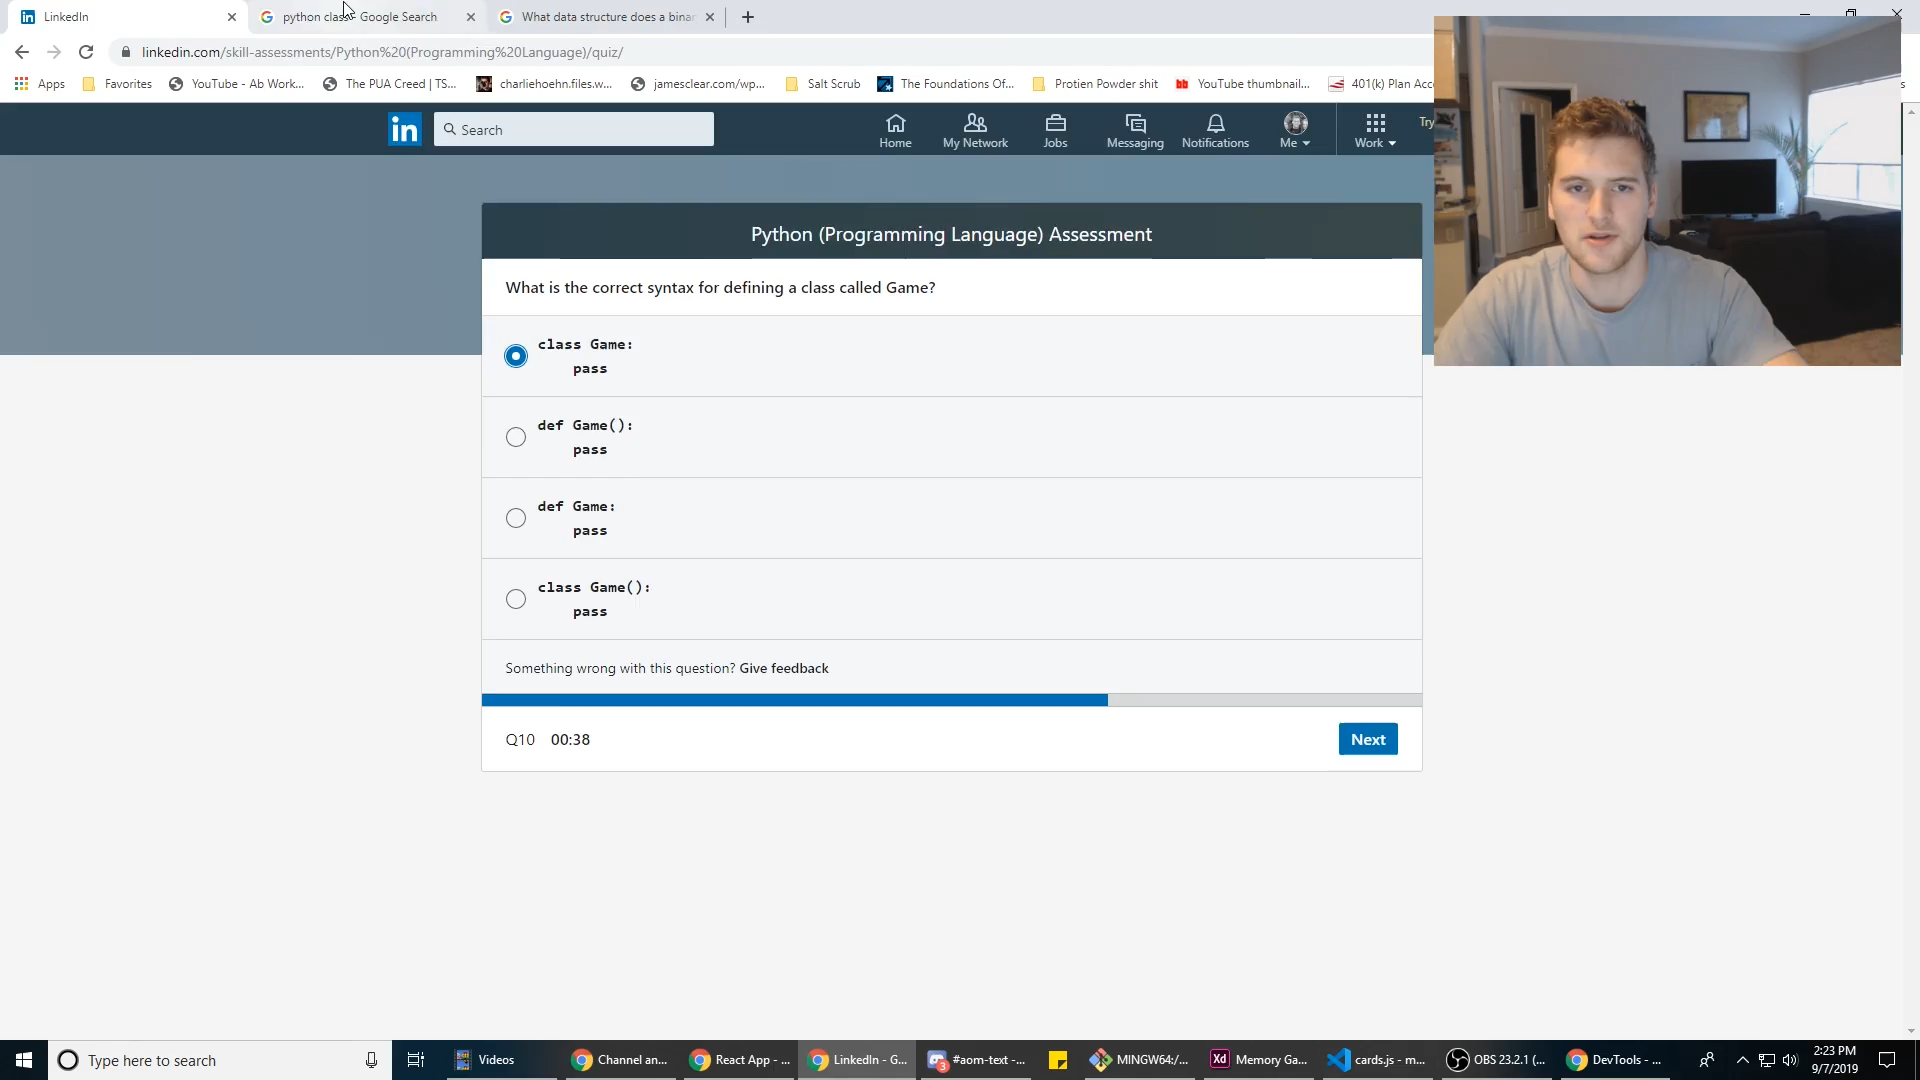 LinkedIn
python clas Google Search
What data structure does a binar
linkedin.com/skill-assessments/Python%20(Programming%20Language)/quiz/
Apps
Favorites
YouTube - Ab Work...
The PUA Creed | TS...
charliehoehn.files.w...
jamesclear.com/wp...
Salt Scrub
The Foundations Of...
Protien Powder shit
bb
YouTube thumbnail...
401(k) Plan Acc
in
Search
Home
My Network
Jobs
Messaging
Notifications
Me
Work
Try
Python (Programming Language) Assessment
What is the correct syntax for defining a class called Game?
class Game:
pass
def Game():
pass
def Game:
pass
class Game():
pass
Something wrong with this question? Give feedback
Q10 00:38
Next
Type here to search
Videos
Channel an...
React App - ...
LinkedIn - G...
3
#aom-text -...
MINGW64:/...
Xd
Memory Ga...
cards.js - m...
OBS 23.2.1 (...
DevTools - ...
2:23 PM
9/7/2019